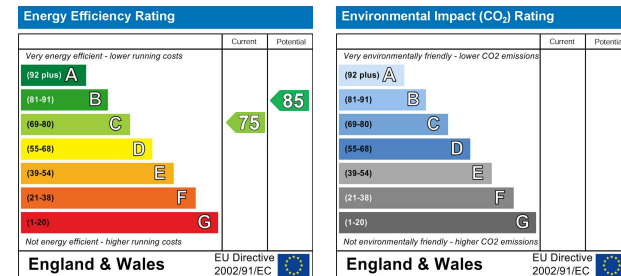 Energy Efficiency Rating
Current Potential
Very energy efficient - lower running costs
(92 plus) A
(81-91) B
85
(69-80) C
75
(55-68) D
(39-54) E
(21-38) F
(1-20) G
Not energy efficient - higher running costs
England & Wales
EU Directive
2002/91/EC
Environmental Impact (CO₂) Rating
Current Potentia
Very environmentally friendly - lower CO2 emissions
(92 plus) A
(81-91) B
(69-80) C
(55-68) D
(39-54) E
(21-38) F
(1-20) G
Not environmentally friendly - higher CO2 emissions
England & Wales
EU Directive
2002/91/EC